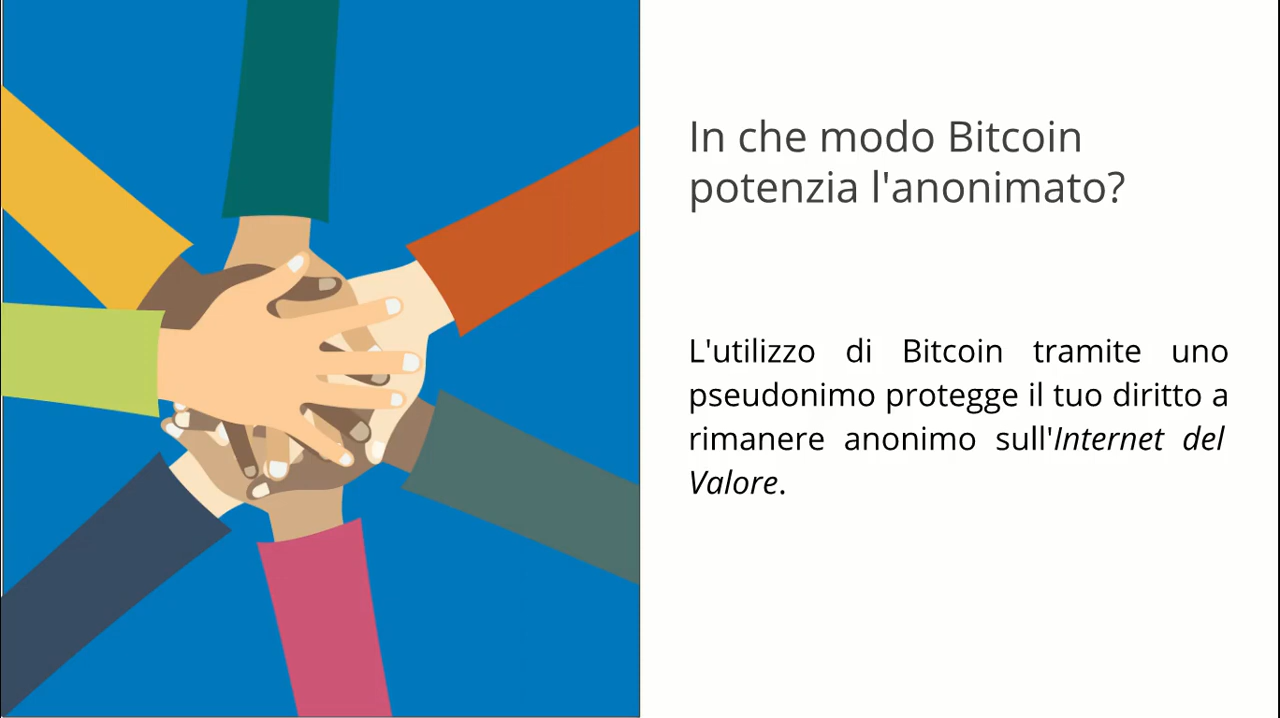 In che modo Bitcoin
potenzia l'anonimato?
L'utilizzo di Bitcoin tramite uno
pseudonimo protegge il tuo diritto a
rimanere anonimo sull'Internet del
Valore.